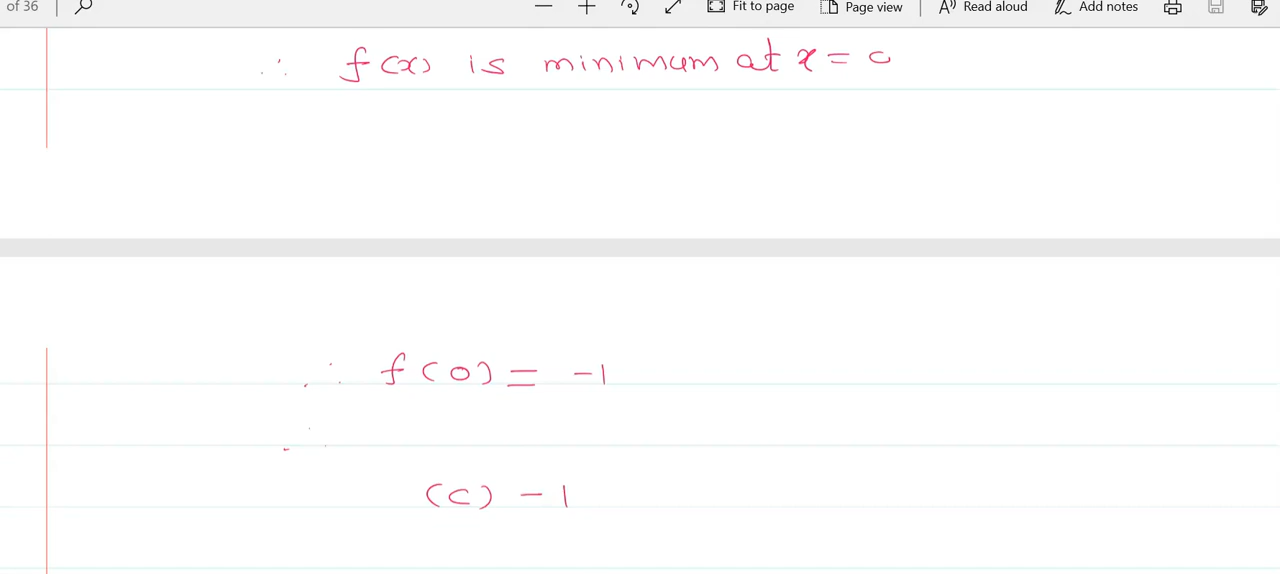 of 36 Fit to page Page view Read aloud Add notes
∴ f(x) is minimum at x = 0
∴ f(0) = -1
∴
(C) -1